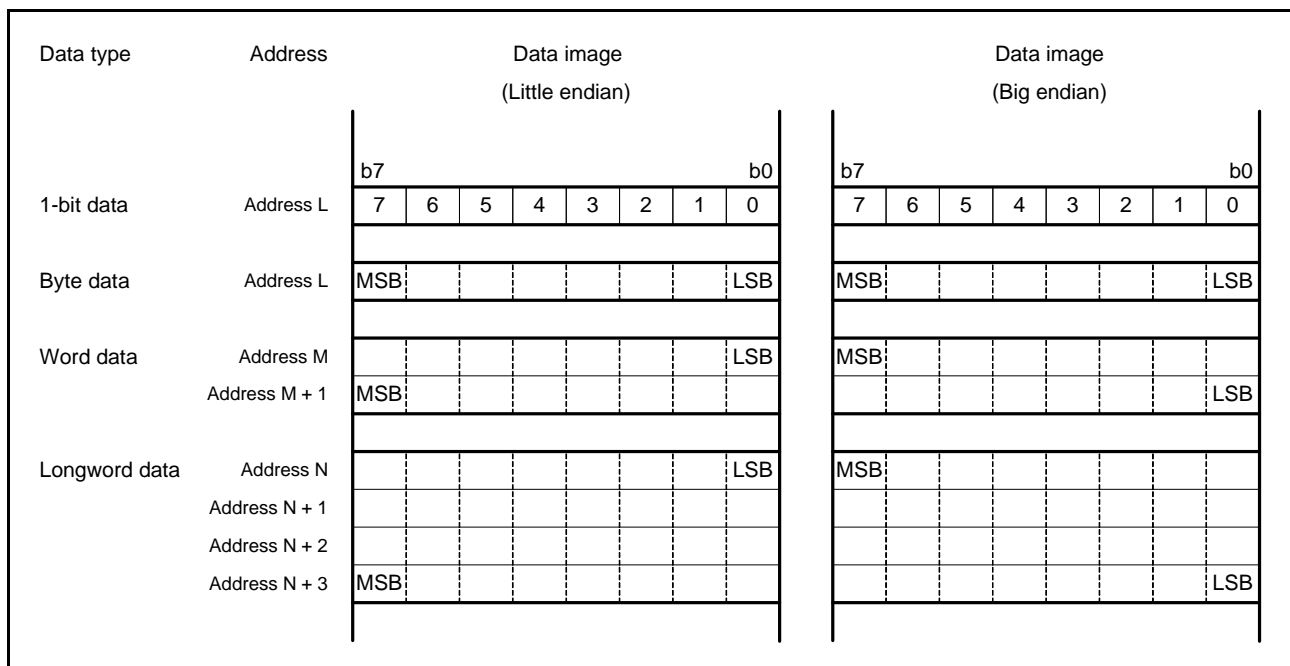 Data type Address Data image Data image
(Little endian) (Big endian)
b7 b0 b7 b0
1-bit data Address L 7 6 5 4 3 2 1 0 7 6 5 4 3 2 1 0
Byte data Address L MSB LSB MSB LSB
Word data Address M LSB MSB
Address M + 1 MSB LSB
Longword data Address N LSB MSB
Address N + 1
Address N + 2
Address N + 3 MSB LSB